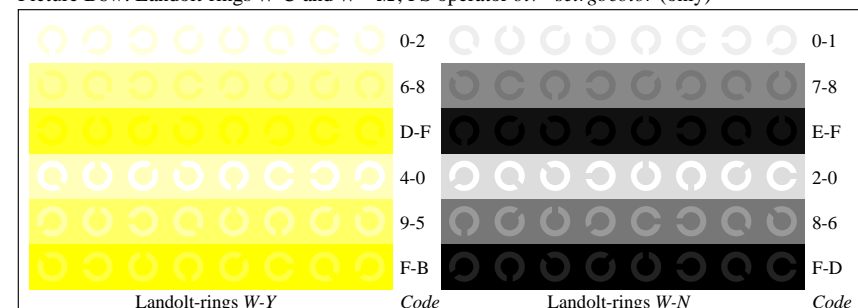 0-2 0-1
6-8 7-8
D-F E-F
4-0 2-0
9-5 8-6
F-B F-D
Landolt-rings W-Y Code Landolt-rings W-N Code